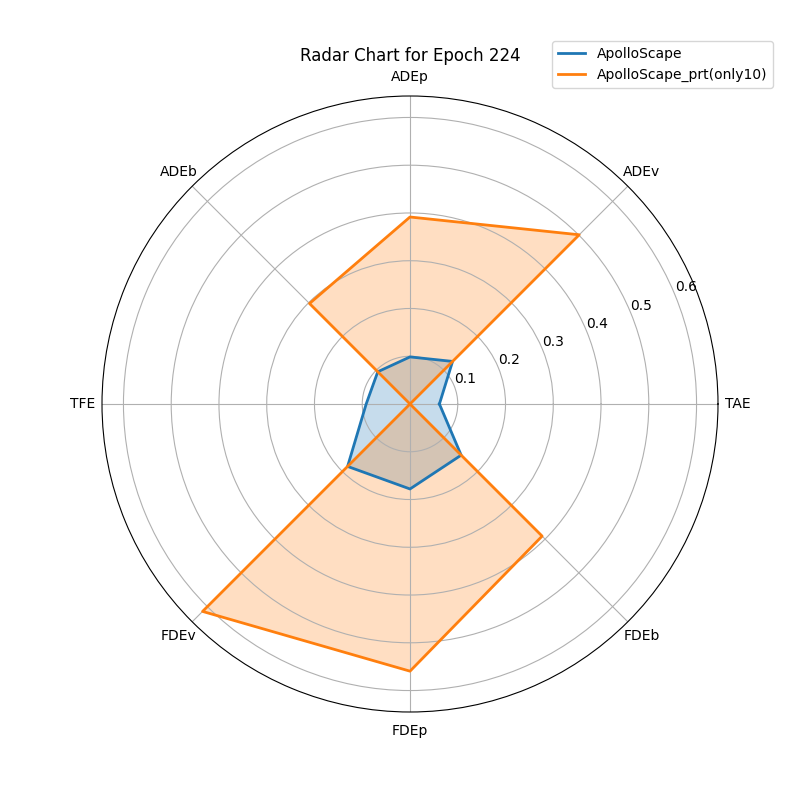 Radar Chart for Epoch 224
ApolloScape
ApolloScape_prt(only10)
ADEp
ADEb
ADEv
0.6
0.5
0.4
0.3
0.2
0.1
TFE
TAE
FDEv
FDEb
FDEp